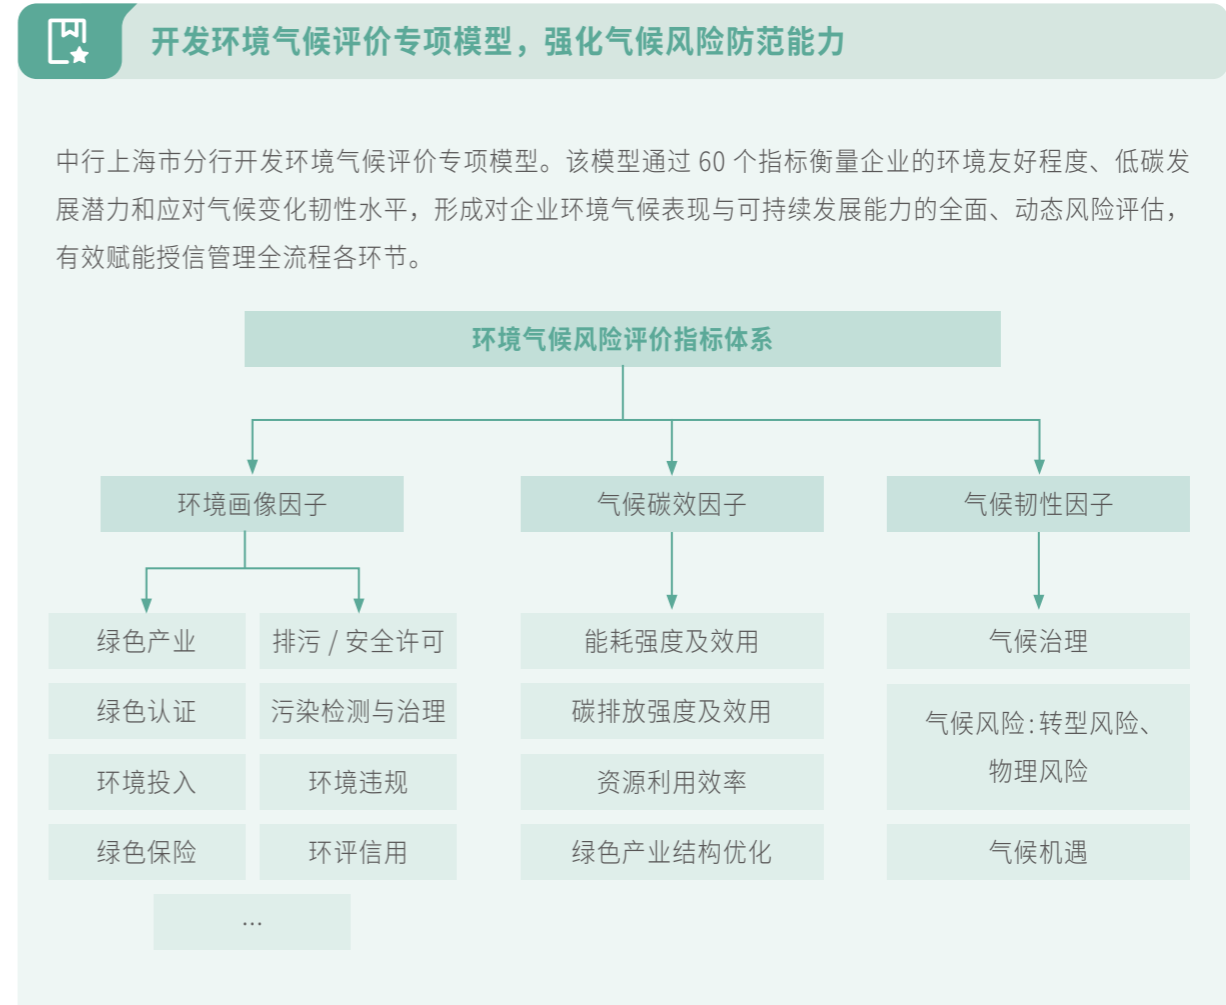 开发环境气候评价专项模型，强化气候风险防范能力
中行上海市分行开发环境气候评价专项模型。该模型通过 60 个指标衡量企业的环境友好程度、低碳发
展潜力和应对气候变化韧性水平，形成对企业环境气候表现与可持续发展能力的全面、动态风险评估，
有效赋能授信管理全流程各环节。
环境气候风险评价指标体系
环境画像因子
气候碳效因子
气候韧性因子
绿色产业
排污 / 安全许可
能耗强度及效用
气候治理
绿色认证
污染检测与治理
碳排放强度及效用
气候风险：转型风险、
物理风险
环境投入
环境违规
资源利用效率
绿色保险
环评信用
绿色产业结构优化
气候机遇
...